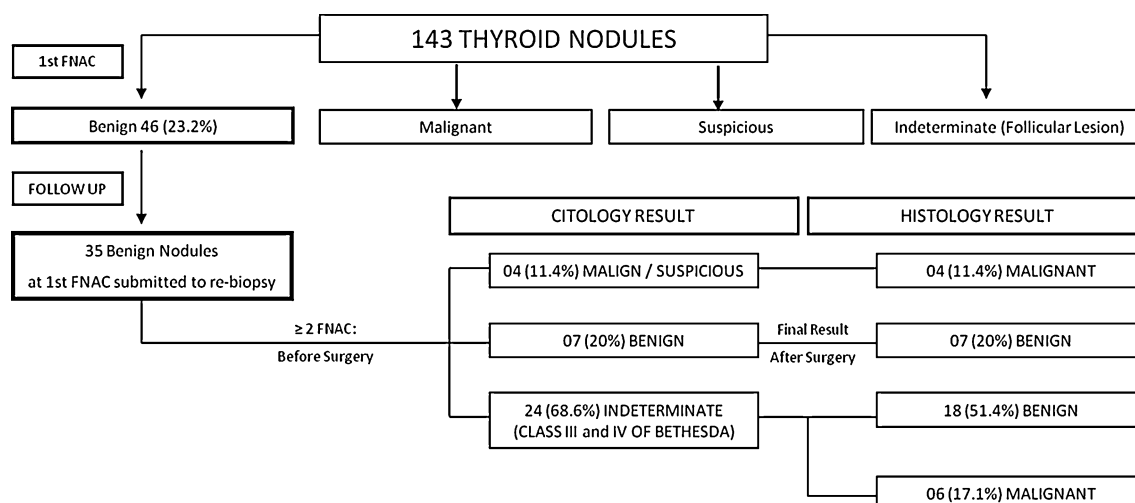 143 THYROID NODULES
1st FNAC
Benign 46 (23.2%)
Malignant
Suspicious
Indeterminate (Follicular Lesion)
FOLLOW UP
CITOLOGY RESULT
HISTOLOGY RESULT
35 Benign Nodules
at 1st FNAC submitted to re-biopsy
04 (11.4%) MALIGN / SUSPICIOUS
04 (11.4%) MALIGNANT
≥ 2 FNAC:
Before Surgery
07 (20%) BENIGN
Final Result
After Surgery
07 (20%) BENIGN
24 (68.6%) INDETERMINATE
(CLASS III and IV OF BETHESDA)
18 (51.4%) BENIGN
06 (17.1%) MALIGNANT